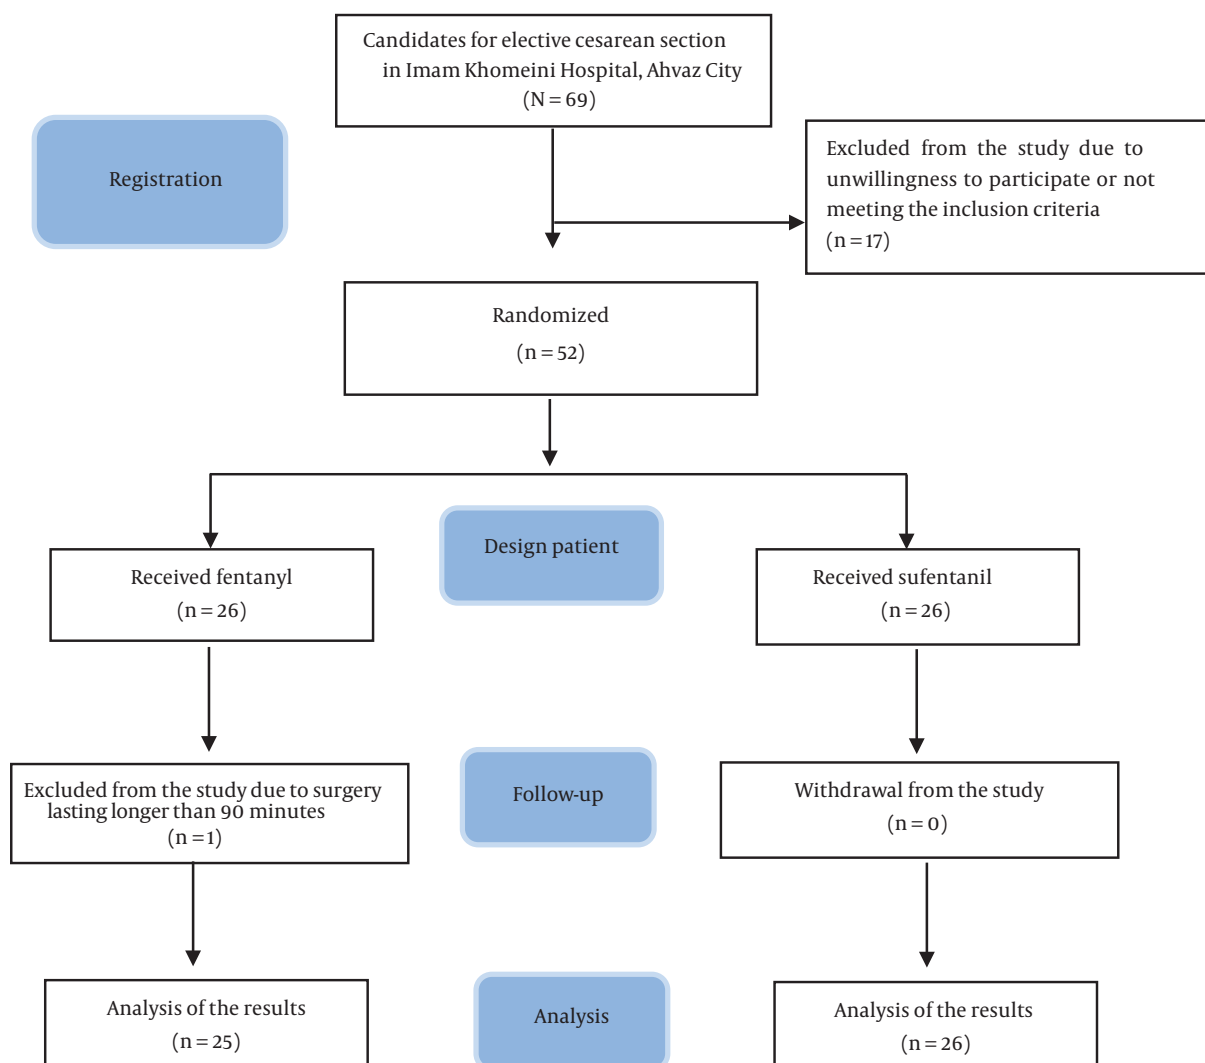 Candidates for elective cesarean section
in Imam Khomeini Hospital, Ahvaz City
(N = 69)
Registration
Excluded from the study due to
unwillingness to participate or not
meeting the inclusion criteria
(n = 17)
Randomized
(n = 52)
Design patient
Received fentanyl
(n = 26)
Received sufentanil
(n = 26)
Excluded from the study due to surgery
lasting longer than 90 minutes
(n = 1)
Follow-up
Withdrawal from the study
(n = 0)
Analysis of the results
(n = 25)
Analysis
Analysis of the results
(n = 26)